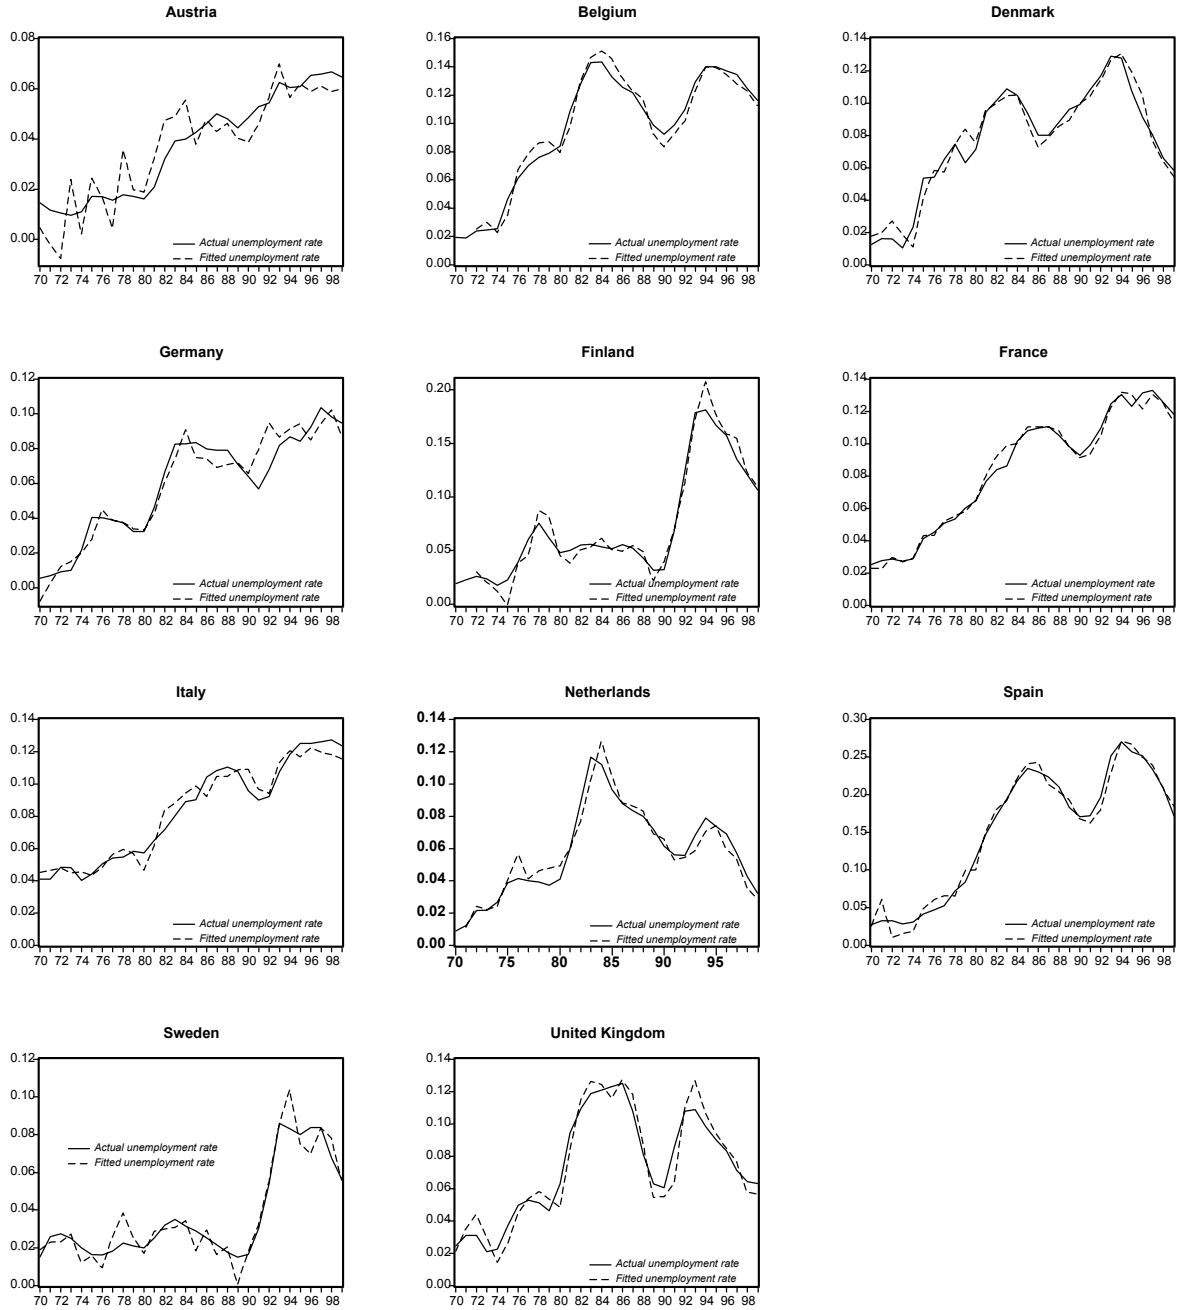 Austria
0.08
0.06
0.04
0.02
0.00
Actual unemployment rate
Fitted unemployment rate
70 72 74 76 78 80 82 84 86 88 90 92 94 96 98
Belgium
0.16
0.14
0.12
0.10
0.08
0.06
0.04
0.02
0.00
Actual unemployment rate
Fitted unemployment rate
70 72 74 76 78 80 82 84 86 88 90 92 94 96 98
Denmark
0.14
0.12
0.10
0.08
0.06
0.04
0.02
0.00
Actual unemployment rate
Fitted unemployment rate
70 72 74 76 78 80 82 84 86 88 90 92 94 96 98
Germany
0.12
0.10
0.08
0.06
0.04
0.02
0.00
Actual unemployment rate
Fitted unemployment rate
70 72 74 76 78 80 82 84 86 88 90 92 94 96 98
Finland
0.20
0.15
0.10
0.05
0.00
Actual unemployment rate
Fitted unemployment rate
70 72 74 76 78 80 82 84 86 88 90 92 94 96 98
France
0.14
0.12
0.10
0.08
0.06
0.04
0.02
0.00
Actual unemployment rate
Fitted unemployment rate
70 72 74 76 78 80 82 84 86 88 90 92 94 96 98
Italy
0.14
0.12
0.10
0.08
0.06
0.04
0.02
0.00
Actual unemployment rate
Fitted unemployment rate
70 72 74 76 78 80 82 84 86 88 90 92 94 96 98
Netherlands
0.14
0.12
0.10
0.08
0.06
0.04
0.02
0.00
Actual unemployment rate
Fitted unemployment rate
70 75 80 85 90 95
Spain
0.30
0.25
0.20
0.15
0.10
0.05
0.00
Actual unemployment rate
Fitted unemployment rate
70 72 74 76 78 80 82 84 86 88 90 92 94 96 98
Sweden
0.12
0.10
0.08
0.06
0.04
0.02
0.00
Actual unemployment rate
Fitted unemployment rate
70 72 74 76 78 80 82 84 86 88 90 92 94 96 98
United Kingdom
0.14
0.12
0.10
0.08
0.06
0.04
0.02
0.00
Actual unemployment rate
Fitted unemployment rate
70 72 74 76 78 80 82 84 86 88 90 92 94 96 98